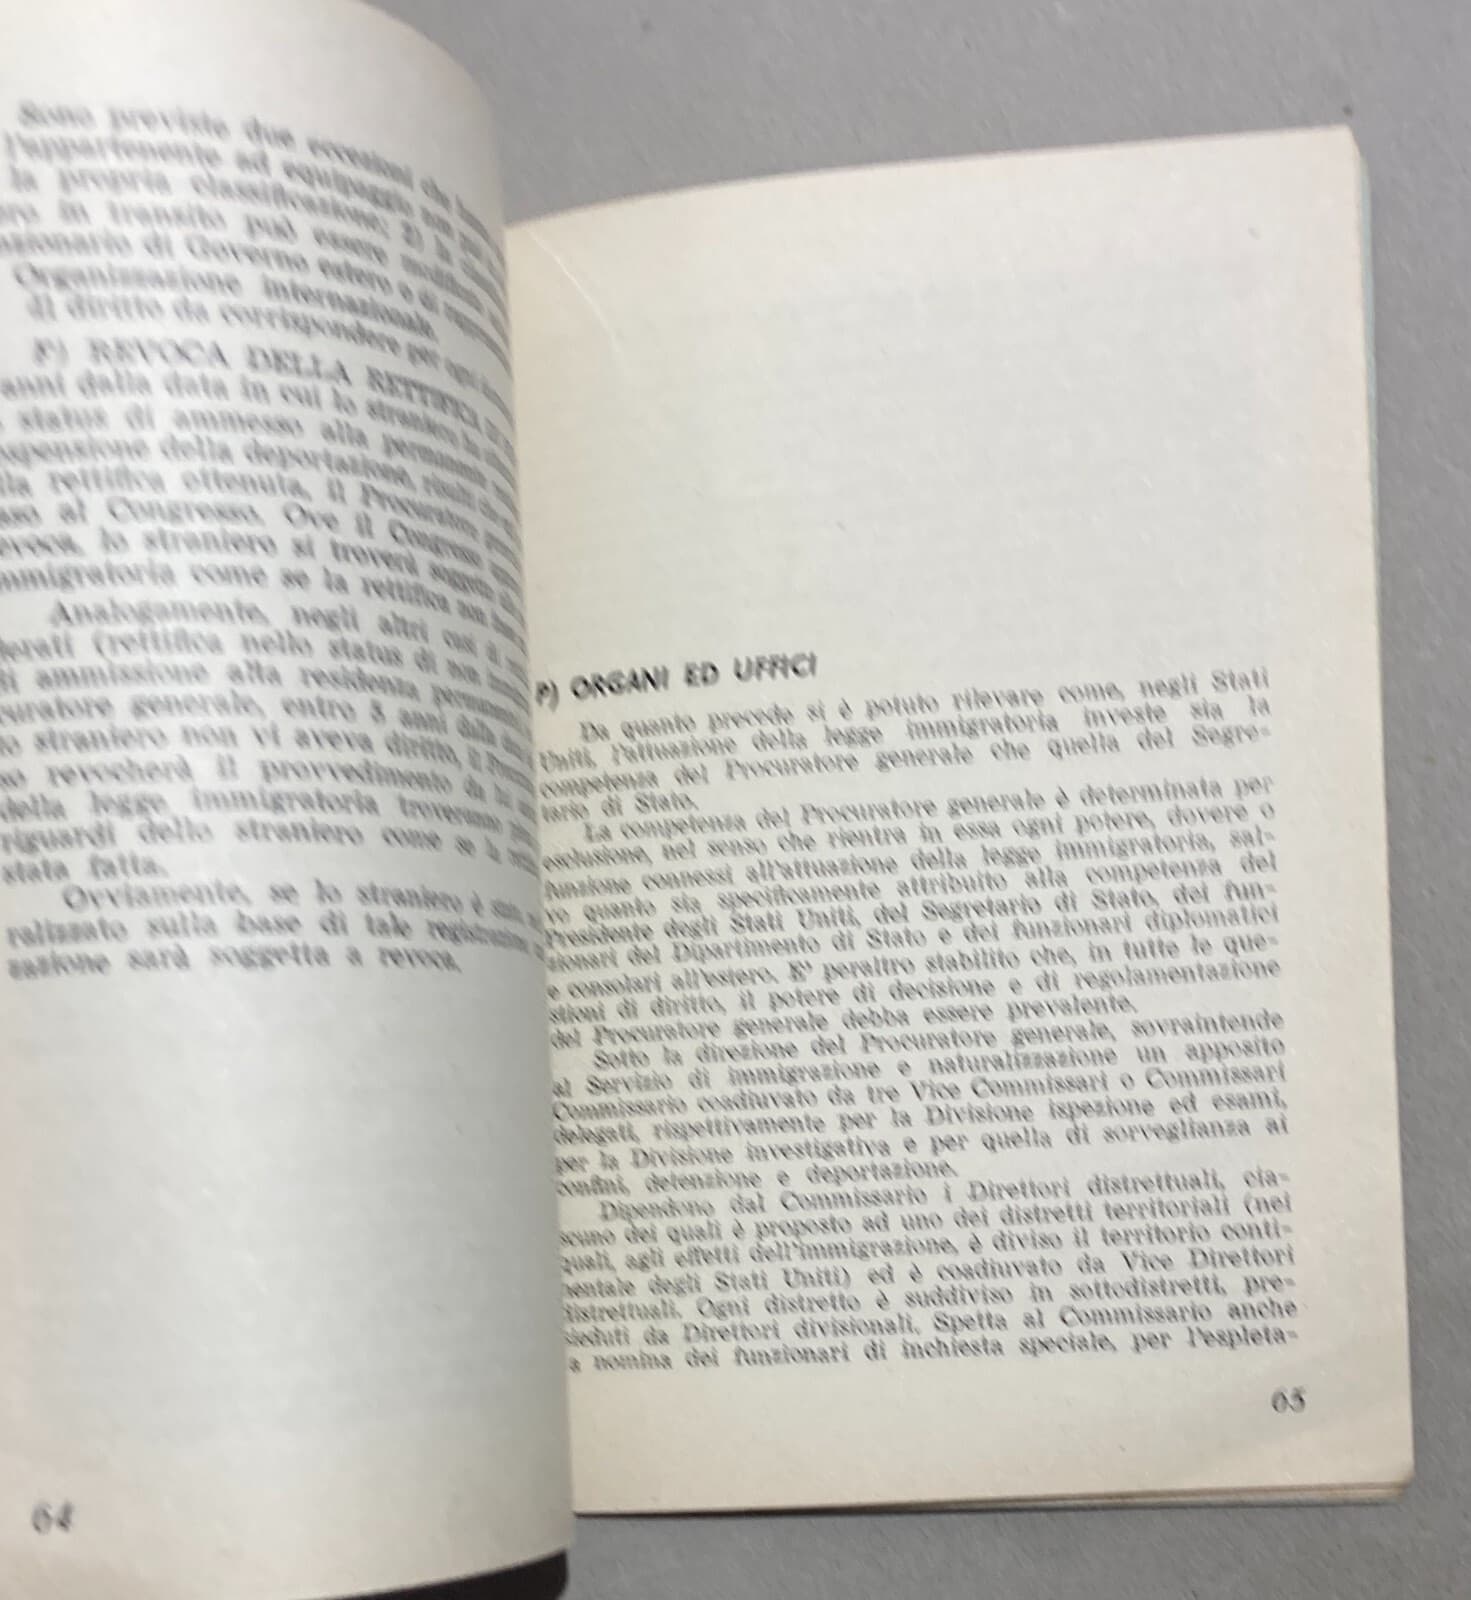 Sono previste due eccezioni che
l'appartenente ad equipaggio non
la propria classificazione; 2) la
in transito può essere
di Governo estero e di
Organizzazione internazionale.
di diritto da corrispondere per ogni
F) REVOCA DELLA RETTIFICA
anni dalla data in cui lo straniero ha
status di ammesso alla permanenza
della deportazione, risulti che
rettifica ottenuta, il Procuratore
al Congresso. Ove il Congresso
lo straniero si troverà soggetto
come se la rettifica non
Analogamente, negli altri casi
(rettifica nello status di non
di ammissione alla residenza permanente
generale, entro 5 anni dalla
lo straniero non vi aveva diritto, il
revocherà il provvedimento da lui
della legge immigratoria troveranno
riguardi dello straniero come se la
stata fatta.
Ovviamente, se lo straniero è stato
ralizzato sulla base di tale registrazione
zazione sarà soggetta a revoca.
64
P) ORGANI ED UFFICI
Da quanto precede si è potuto rilevare come, negli Stati
Uniti, l'attuazione della legge immigratoria investe sia la
competenza del Procuratore generale che quella del Segre-
tario di Stato.
La competenza del Procuratore generale è determinata per
esclusione, nel senso che rientra in essa ogni potere, dovere o
funzione connessi all'attuazione della legge immigratoria, sal-
vo quanto sia specificamente attribuito alla competenza del
Presidente degli Stati Uniti, del Segretario di Stato, dei fun-
zionari del Dipartimento di Stato e dei funzionari diplomatici
e consolari all'estero. E' peraltro stabilito che, in tutte le que-
stioni di diritto, il potere di decisione e di regolamentazione
del Procuratore generale debba essere prevalente.
Sotto la direzione del Procuratore generale, sovraintende
al Servizio di immigrazione e naturalizzazione un apposito
Commissario coadiuvato da tre Vice Commissari o Commissari
delegati, rispettivamente per la Divisione ispezione ed esami,
per la Divisione investigativa e per quella di sorveglianza ai
confini, detenzione e deportazione.
Dipendono dal Commissario i Direttori distrettuali, cia-
scuno dei quali è proposto ad uno dei distretti territoriali (nei
quali, agli effetti dell'immigrazione, è diviso il territorio conti-
nentale degli Stati Uniti) ed è coadiuvato da Vice Direttori
distrettuali. Ogni distretto è suddiviso in sottodistretti, pre-
sieduti da Direttori divisionali. Spetta al Commissario anche
a nomina dei funzionari di inchiesta speciale, per l'espleta-
65